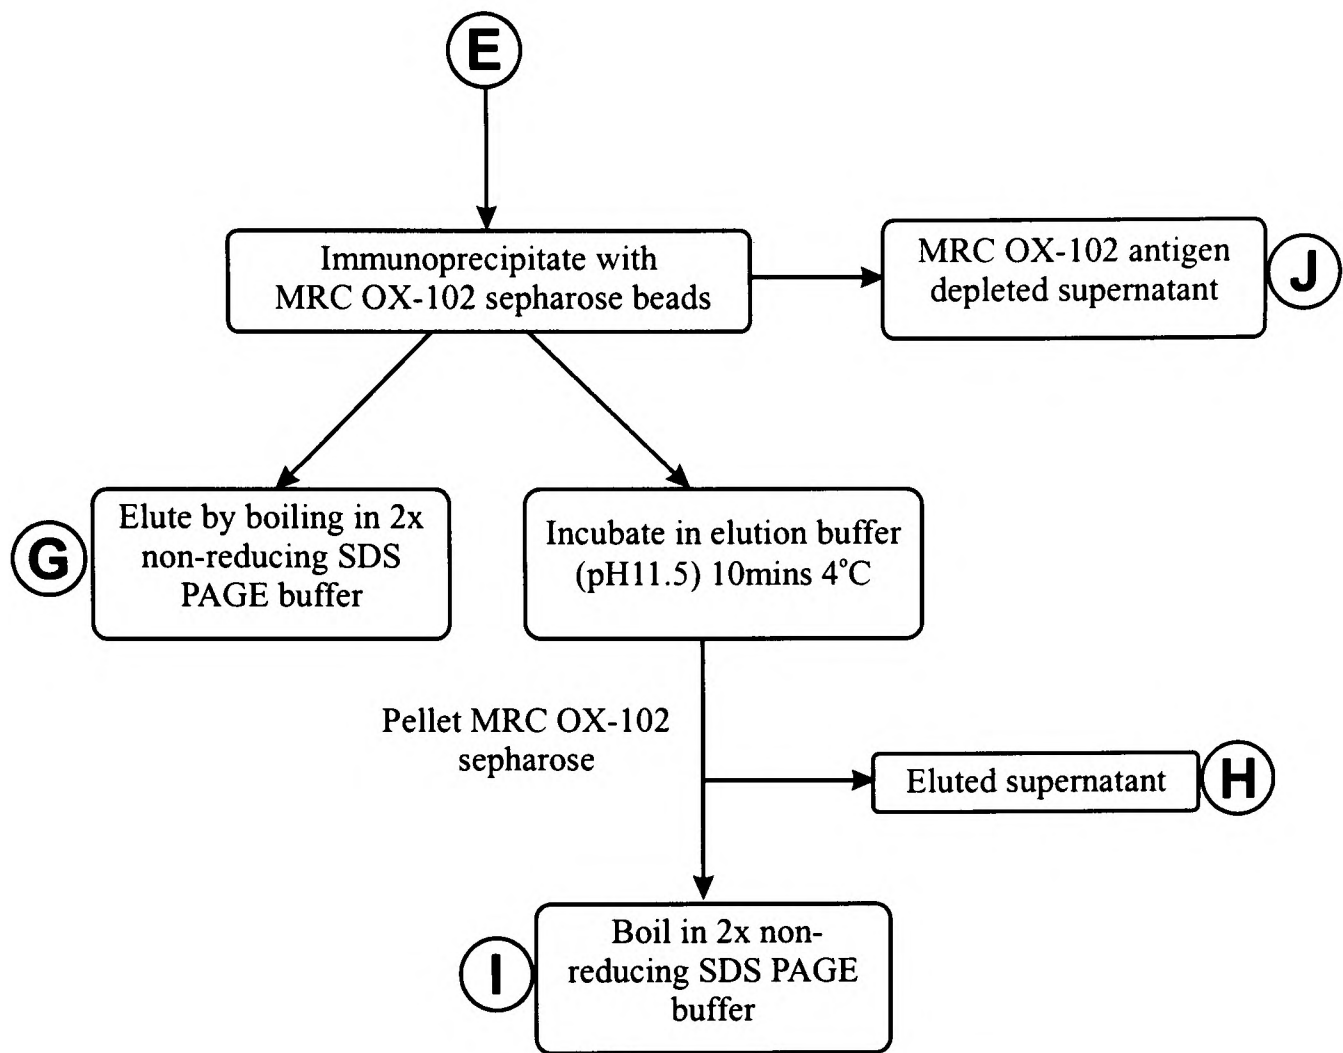 E
Immunoprecipitate with
MRC OX-102 sepharose beads
MRC OX-102 antigen
depleted supernatant
J
G
Elute by boiling in 2x
non-reducing SDS
PAGE buffer
Incubate in elution buffer
(pH11.5) 10mins 4°C
Pellet MRC OX-102
sepharose
Eluted supernatant
H
I
Boil in 2x non-
reducing SDS PAGE
buffer